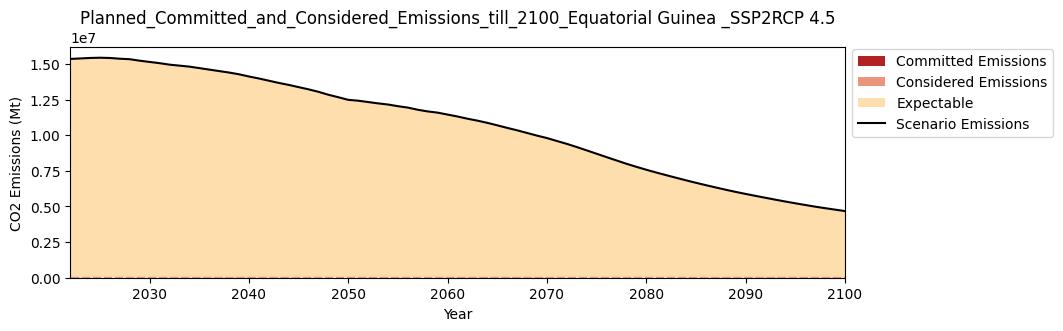 Planned_Committed_and_Considered_Emissions_till_2100_Equatorial Guinea _SSP2RCP 4.5
1e7
1.50
1.25
1.00
0.75
0.50
0.25
0.00
CO2 Emissions (Mt)
2030 2040 2050 2060 2070 2080 2090 2100
Year
Committed Emissions
Considered Emissions
Expectable
Scenario Emissions